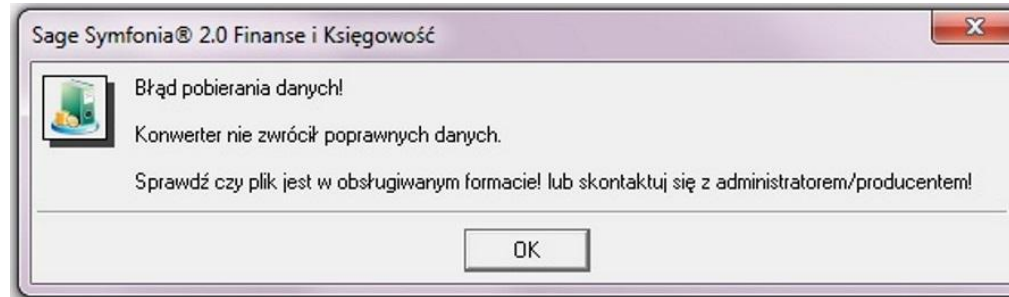 Sage Symfonia® 2.0 Finanse i Księgowość
Błąd pobierania danych!
Konwerter nie zwrócił poprawnych danych.
Sprawdź czy plik jest w obsługiwanym formacie! lub skontaktuj się z administratorem/producentem!
OK